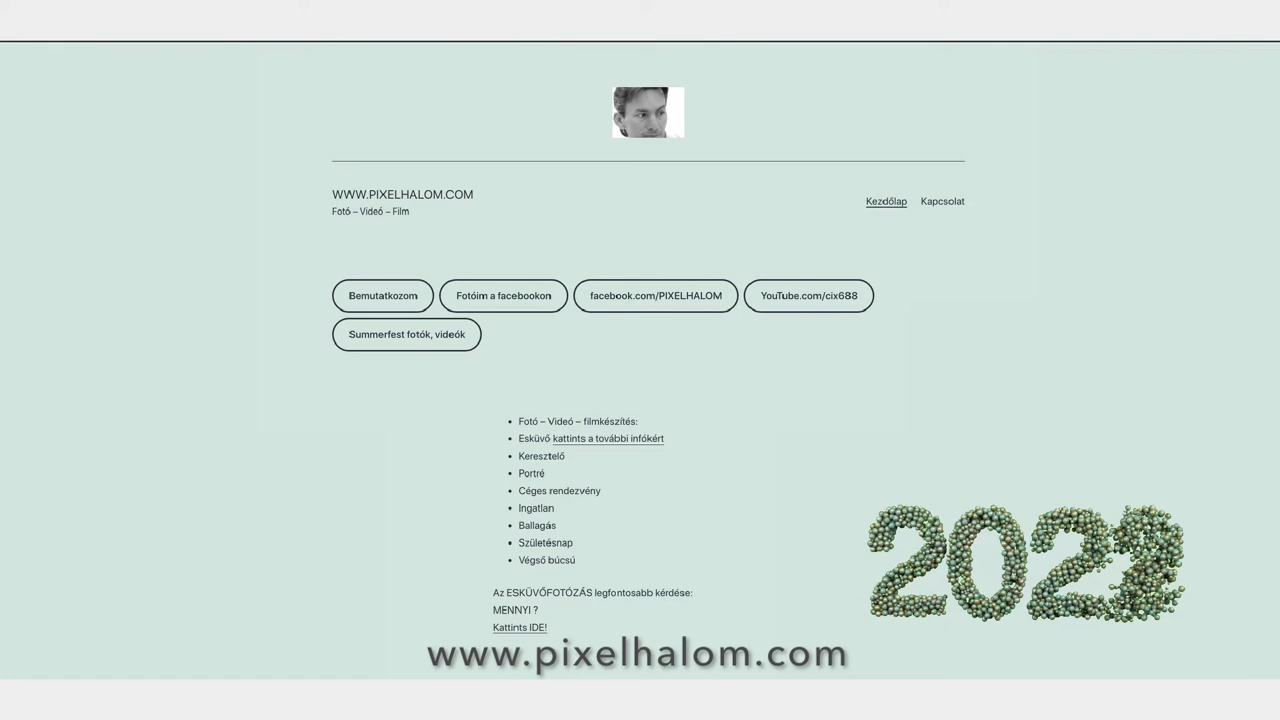 WWW.PIXELHALOM.COM
Fotó – Videó – Film
Kezdőlap Kapcsolat
Bemutatkozom Fotóim a facebookon facebook.com/PIXELHALOM YouTube.com/cix688
Summerfest fotók, videók
• Fotó – Videó – filmkészítés:
• Esküvő kattints a további infókért
• Keresztelő
• Portré
• Céges rendezvény
• Ingatlan
• Ballagás
• Születésnap
• Végső búcsú
Az ESKÜVŐFOTÓZÁS legfontosabb kérdése:
MENNYI ?
Kattints IDE!
www.pixelhalom.com